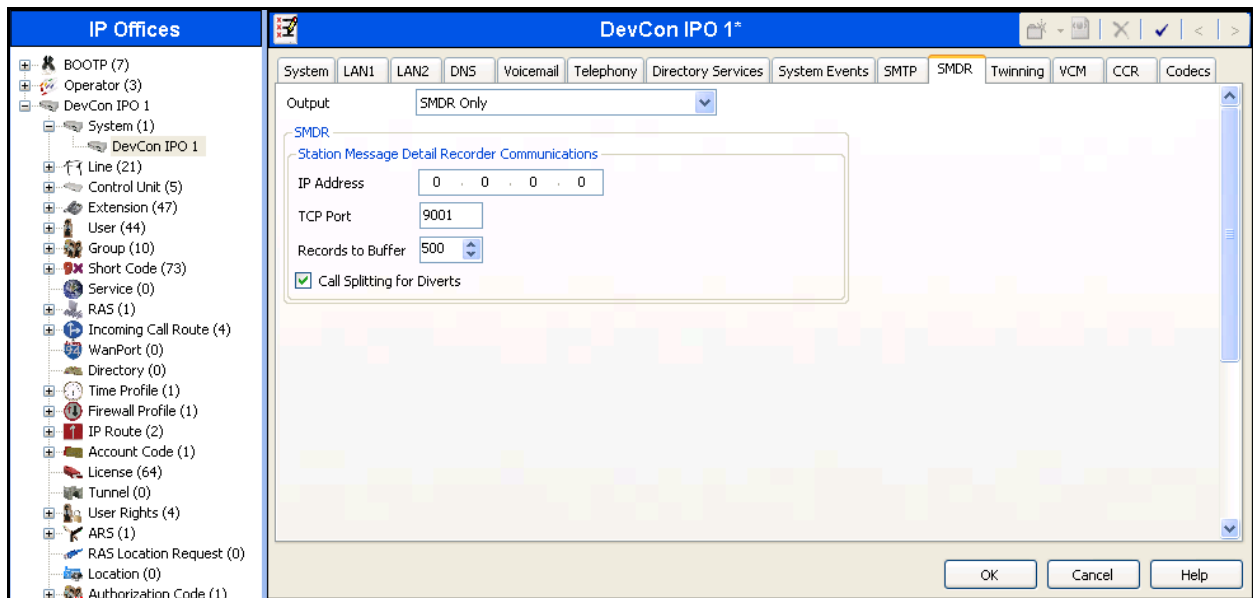 IP Offices
BOOTP (7)
Operator (3)
DevCon IPO 1
System (1)
DevCon IPO 1
Line (21)
Control Unit (5)
Extension (47)
User (44)
Group (10)
Short Code (73)
Service (0)
RAS (1)
Incoming Call Route (4)
WanPort (0)
Directory (0)
Time Profile (1)
Firewall Profile (1)
IP Route (2)
Account Code (1)
License (64)
Tunnel (0)
User Rights (4)
ARS (1)
RAS Location Request (0)
Location (0)
Authorization Code (1)
DevCon IPO 1*
System LAN1 LAN2 DNS Voicemail Telephony Directory Services System Events SMTP SMDR Twinning VCM CCR Codecs
Output SMDR Only
SMDR
Station Message Detail Recorder Communications
IP Address 0 . 0 . 0 . 0
TCP Port 9001
Records to Buffer 500
Call Splitting for Diverts
OK Cancel Help